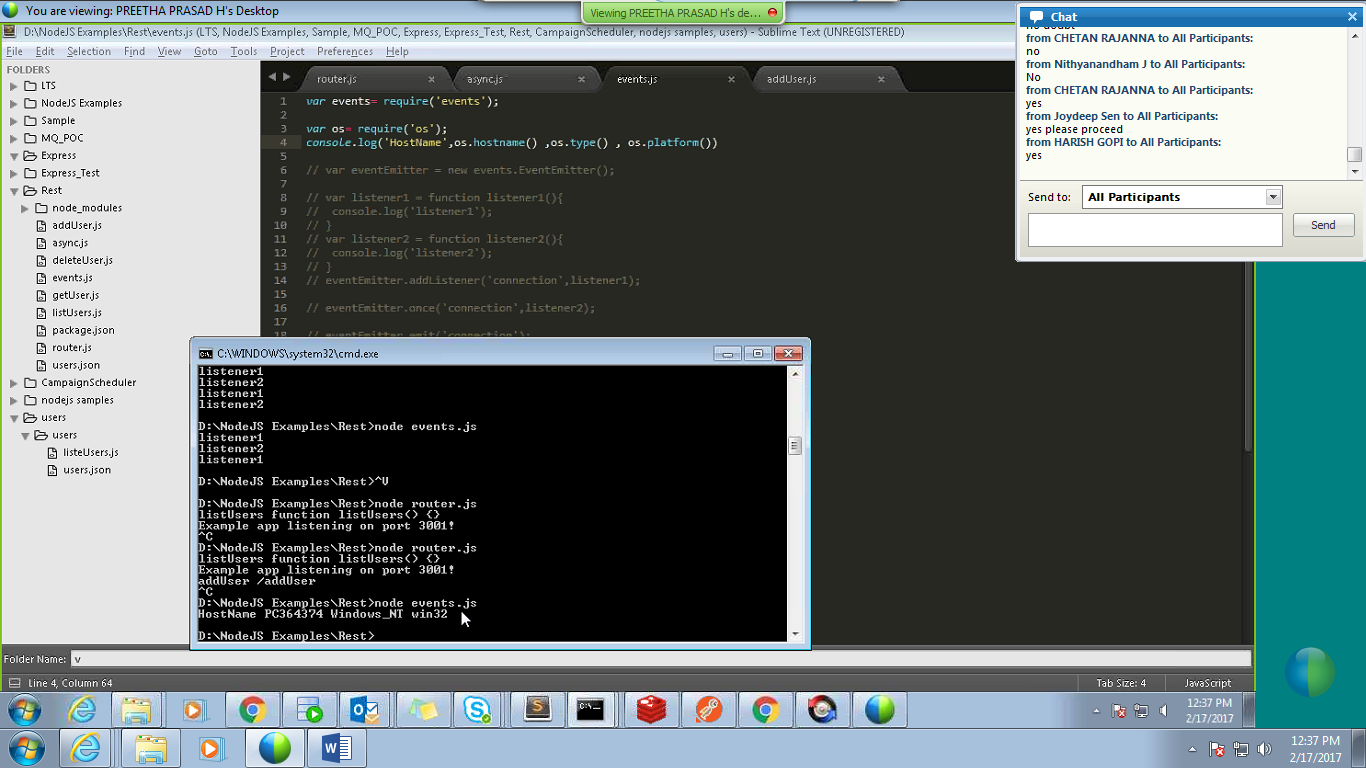 You are viewing: PREETHA PRASAD H's Desktop
Viewing PREETHA PRASAD H's de...
D:\NodeJS Examples\Rest\events.js (LTS, NodeJS Examples, Sample, MQ_POC, Express, Express_Test, Rest, CampaignScheduler, nodejs samples, users) - Sublime Text (UNREGISTERED)
File Edit Selection Find View Goto Tools Project Preferences Help
FOLDERS
LTS
NodeJS Examples
Sample
MQ_POC
Express
Express_Test
Rest
node_modules
addUser.js
async.js
deleteUser.js
events.js
getUser.js
listUsers.js
package.json
router.js
users.json
CampaignScheduler
nodejs samples
users
users
listeUsers.js
users.json
router.js async.js events.js addUser.js
1 var events= require('events');
2
3 var os= require('os');
4 console.log('HostName',os.hostname() ,os.type() , os.platform())
5
6 // var eventEmitter = new events.EventEmitter();
7
8 // var listener1 = function listener1(){
9 //  console.log('listener1');
10 // }
11 // var listener2 = function listener2(){
12 //  console.log('listener2');
13 // }
14 // eventEmitter.addListener('connection',listener1);
15
16 // eventEmitter.once('connection',listener2);
17
18 // eventEmitter.emit('connection');
C:\WINDOWS\system32\cmd.exe
listener1
listener2
listener1
listener2
D:\NodeJS Examples\Rest>node events.js
listener1
listener2
listener1
D:\NodeJS Examples\Rest>^V
D:\NodeJS Examples\Rest>node router.js
listUsers function listUsers() {}
Example app listening on port 3001!
^C
D:\NodeJS Examples\Rest>node router.js
listUsers function listUsers() {}
Example app listening on port 3001!
addUser /addUser
^C
D:\NodeJS Examples\Rest>node events.js
HostName PC364374 Windows_NT win32
D:\NodeJS Examples\Rest>
Chat
from CHETAN RAJANNA to All Participants:
no
from Nithyanandham J to All Participants:
No
from CHETAN RAJANNA to All Participants:
yes
from Joydeep Sen to All Participants:
yes please proceed
from HARISH GOPI to All Participants:
yes
Send to: All Participants
Send
Folder Name: v
Line 4, Column 64
Tab Size: 4 JavaScript
12:37 PM
2/17/2017
12:37 PM
2/17/2017